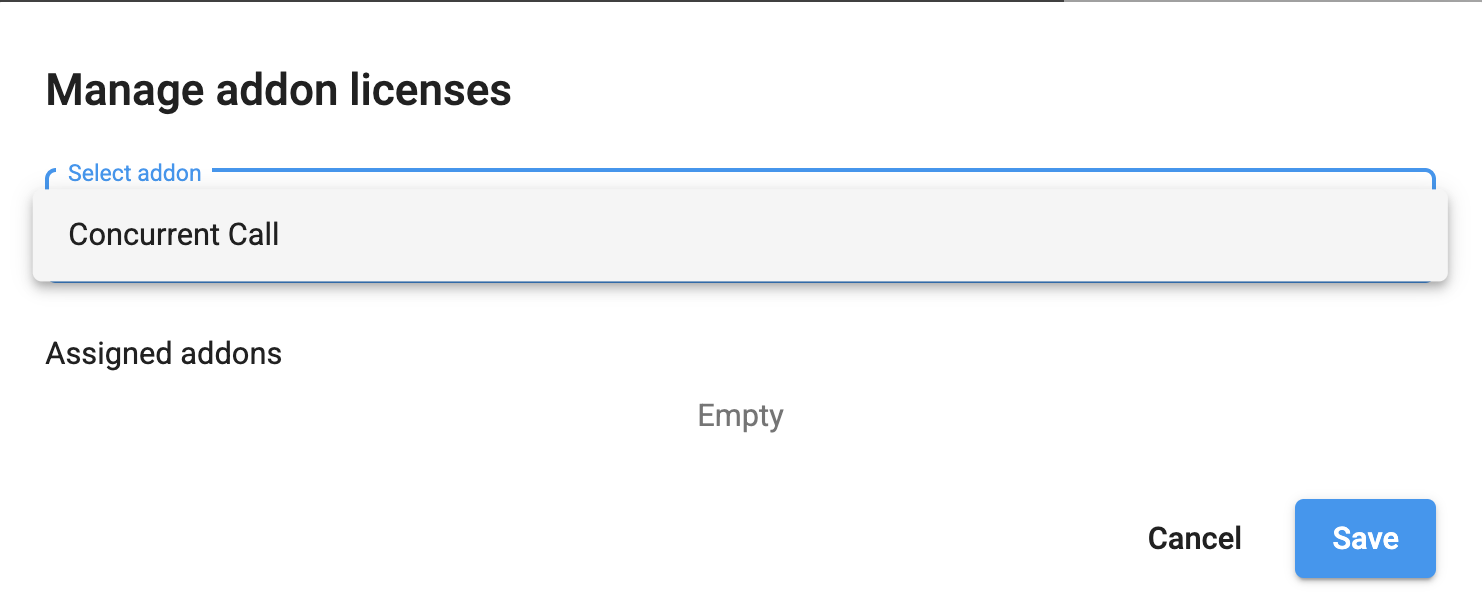 Manage addon licenses
Select addon
Concurrent Call
Assigned addons
Empty
Cancel
Save